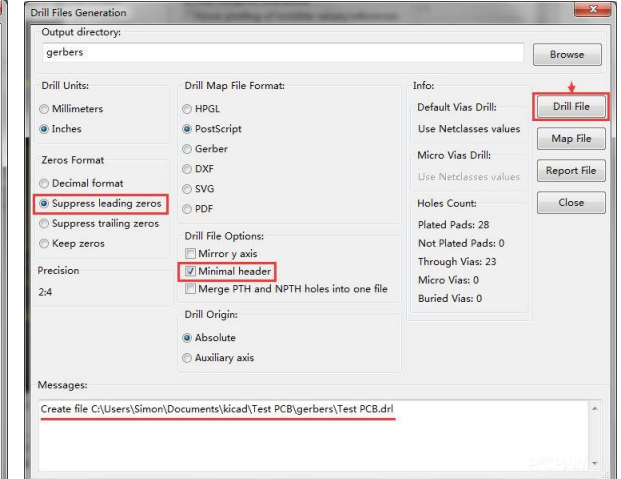 Drill Files Generation
Output directory:
gerbers
Browse
Drill Units:
Millimeters
Inches
Zeros Format
Decimal format
Suppress leading zeros
Suppress trailing zeros
Keep zeros
Precision
2:4
Drill Map File Format:
HPGL
PostScript
Gerber
DXF
SVG
PDF
Drill File Options:
Mirror y axis
Minimal header
Merge PTH and NPTH holes into one file
Drill Origin:
Absolute
Auxiliary axis
Info:
Default Vias Drill:
Use Netclasses values
Micro Vias Drill:
Use Netclasses values
Holes Count:
Plated Pads: 28
Not Plated Pads: 0
Through Vias: 23
Micro Vias: 0
Buried Vias: 0
Drill File
Map File
Report File
Close
Messages:
Create file C:\Users\Simon\Documents\kicad\Test PCB\gerbers\Test PCB.drl